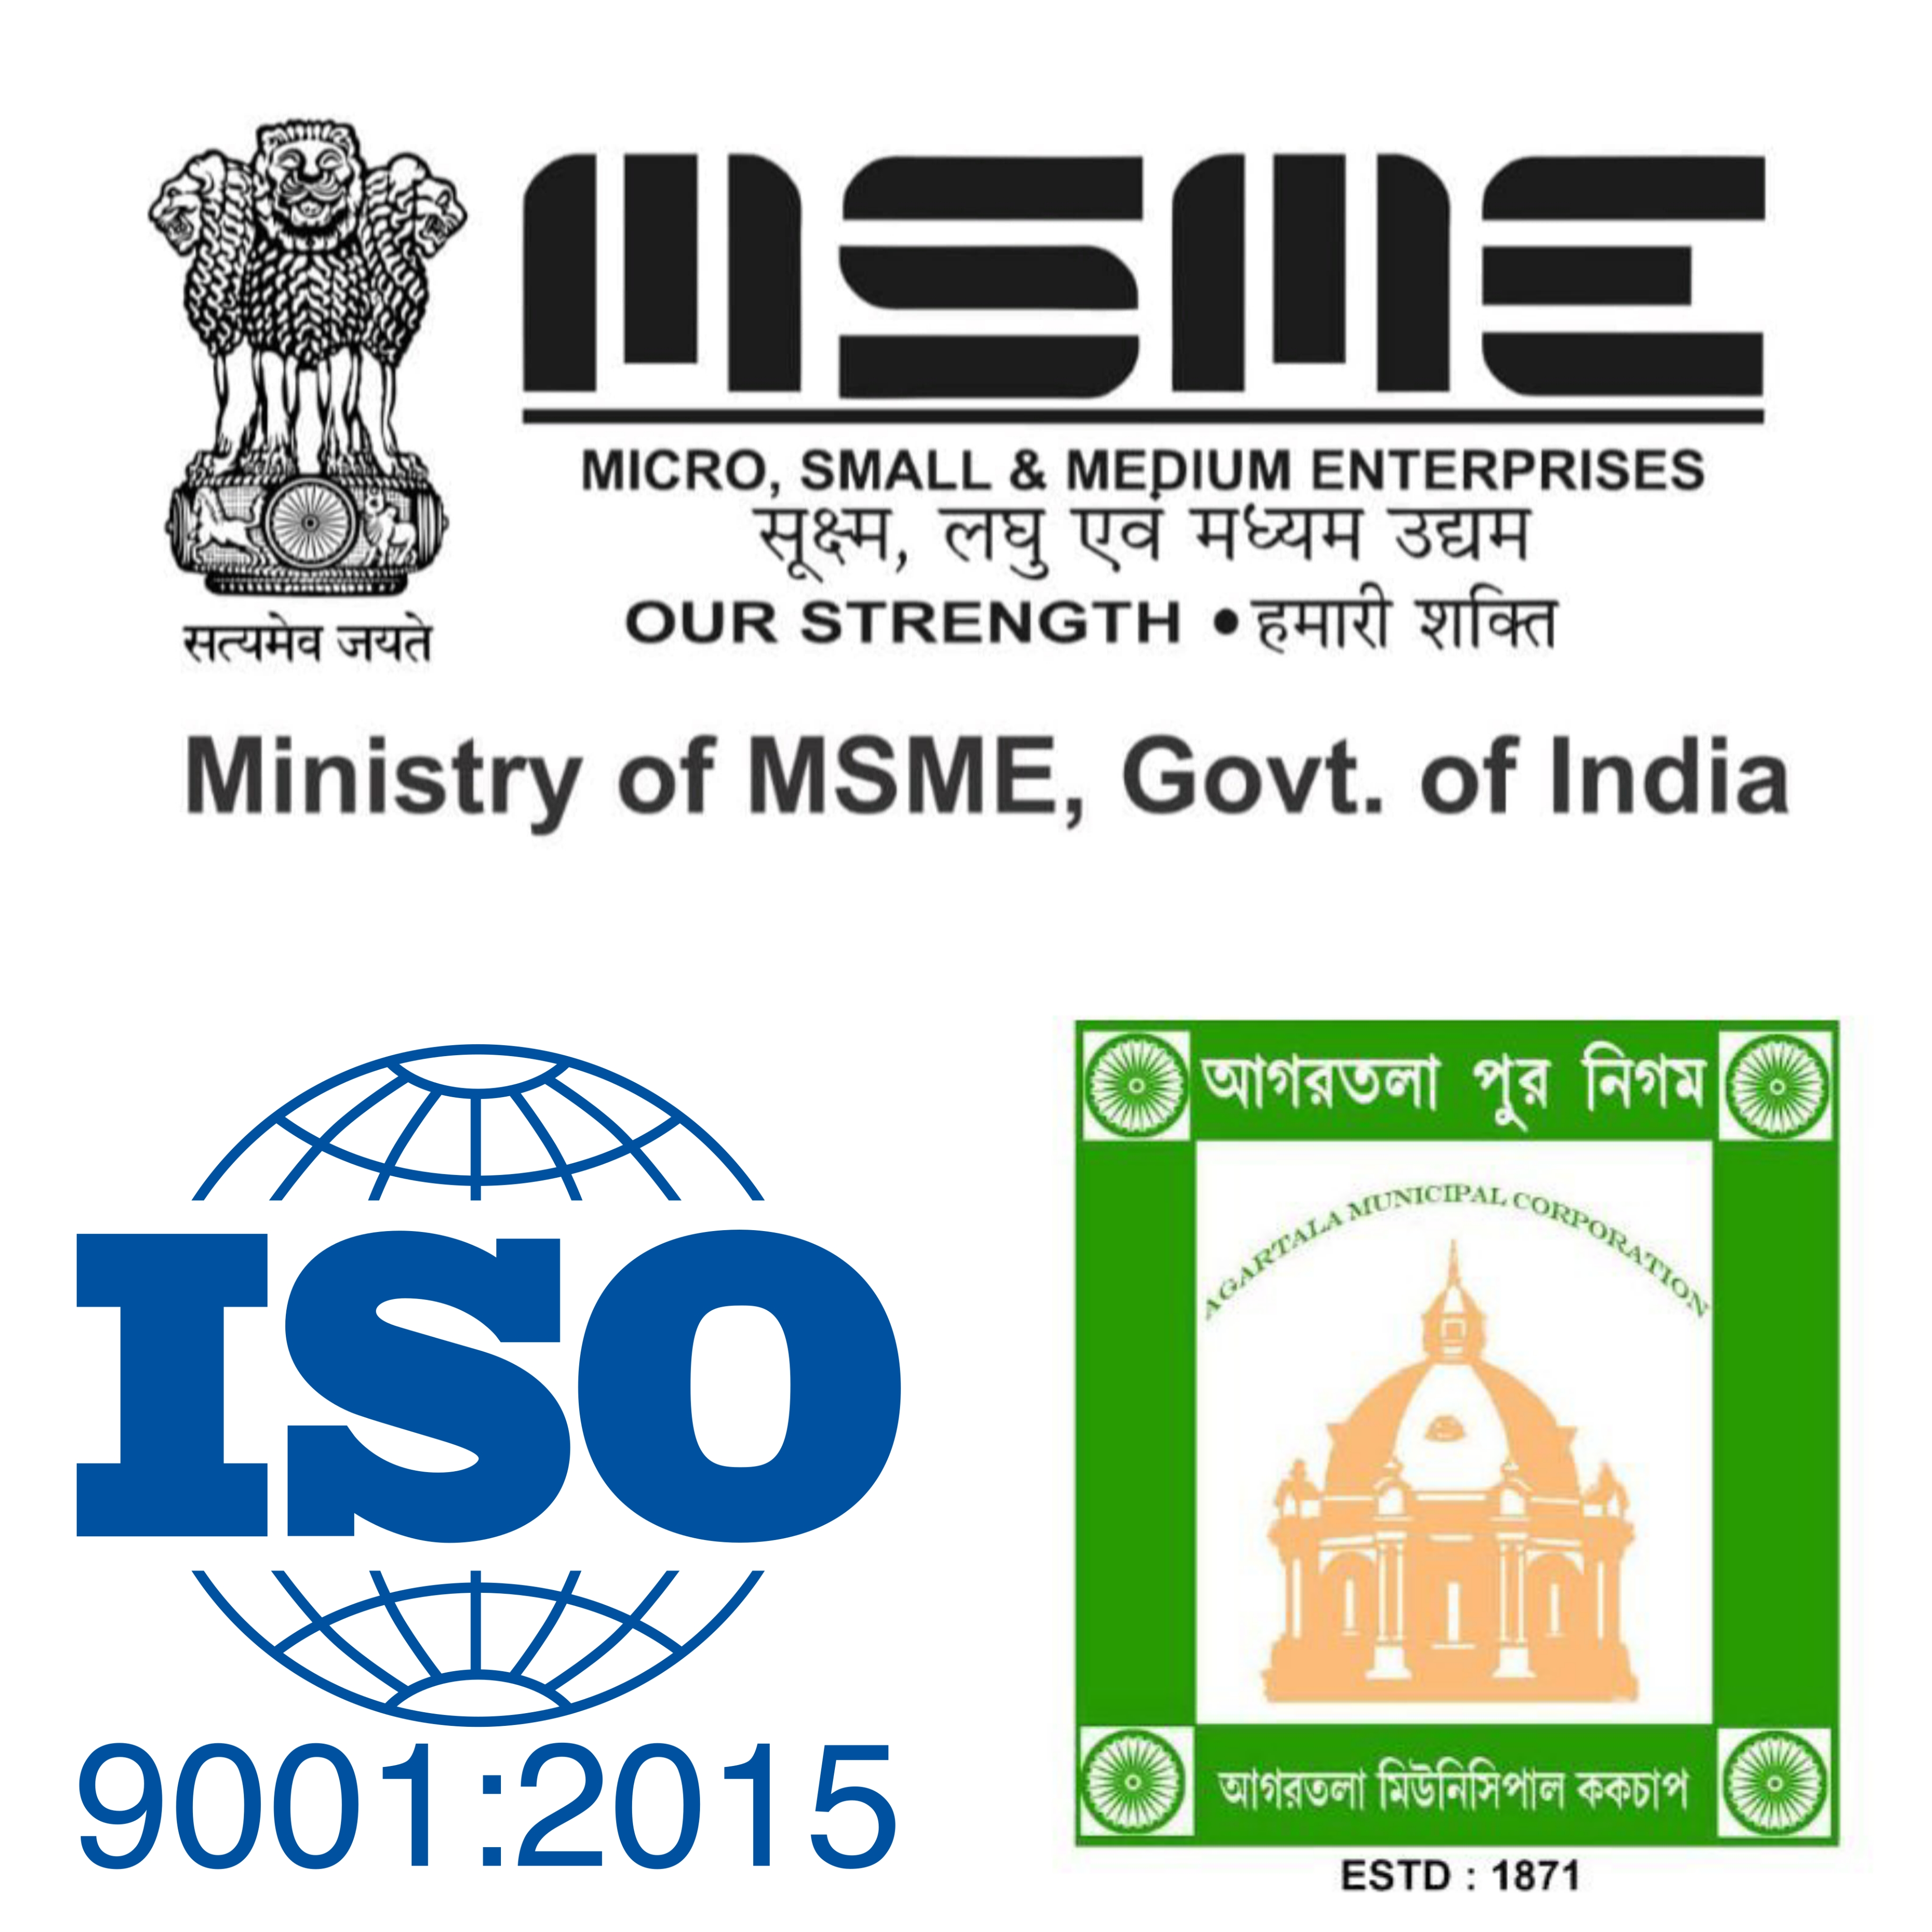 MSME
MICRO, SMALL & MEDIUM ENTERPRISES
सूक्ष्म, लघु एवं मध्यम उद्यम
OUR STRENGTH • हमारी शक्ति
सत्यमेव जयते
Ministry of MSME, Govt. of India
ISO
9001:2015
আগরতলা পুর নিগম
AGARTALA MUNICIPAL CORPORATION
আগরতলা মিউনিসিপাল ককচাপ
ESTD : 1871